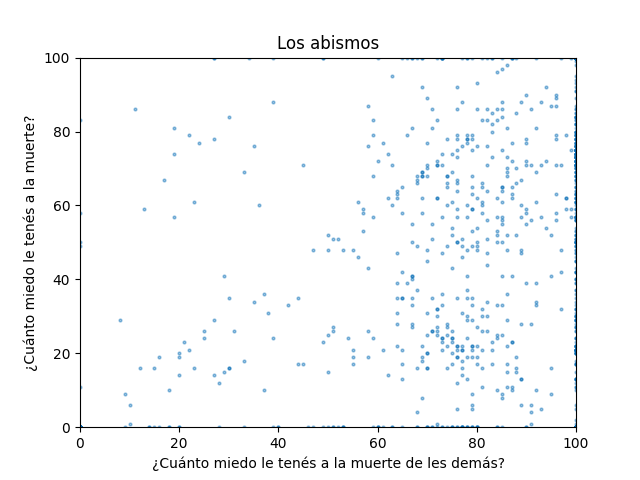 Los abismos
100
80
60
40
20
0
¿Cuánto miedo le tenés a la muerte?
0 20 40 60 80 100
¿Cuánto miedo le tenés a la muerte de les demás?